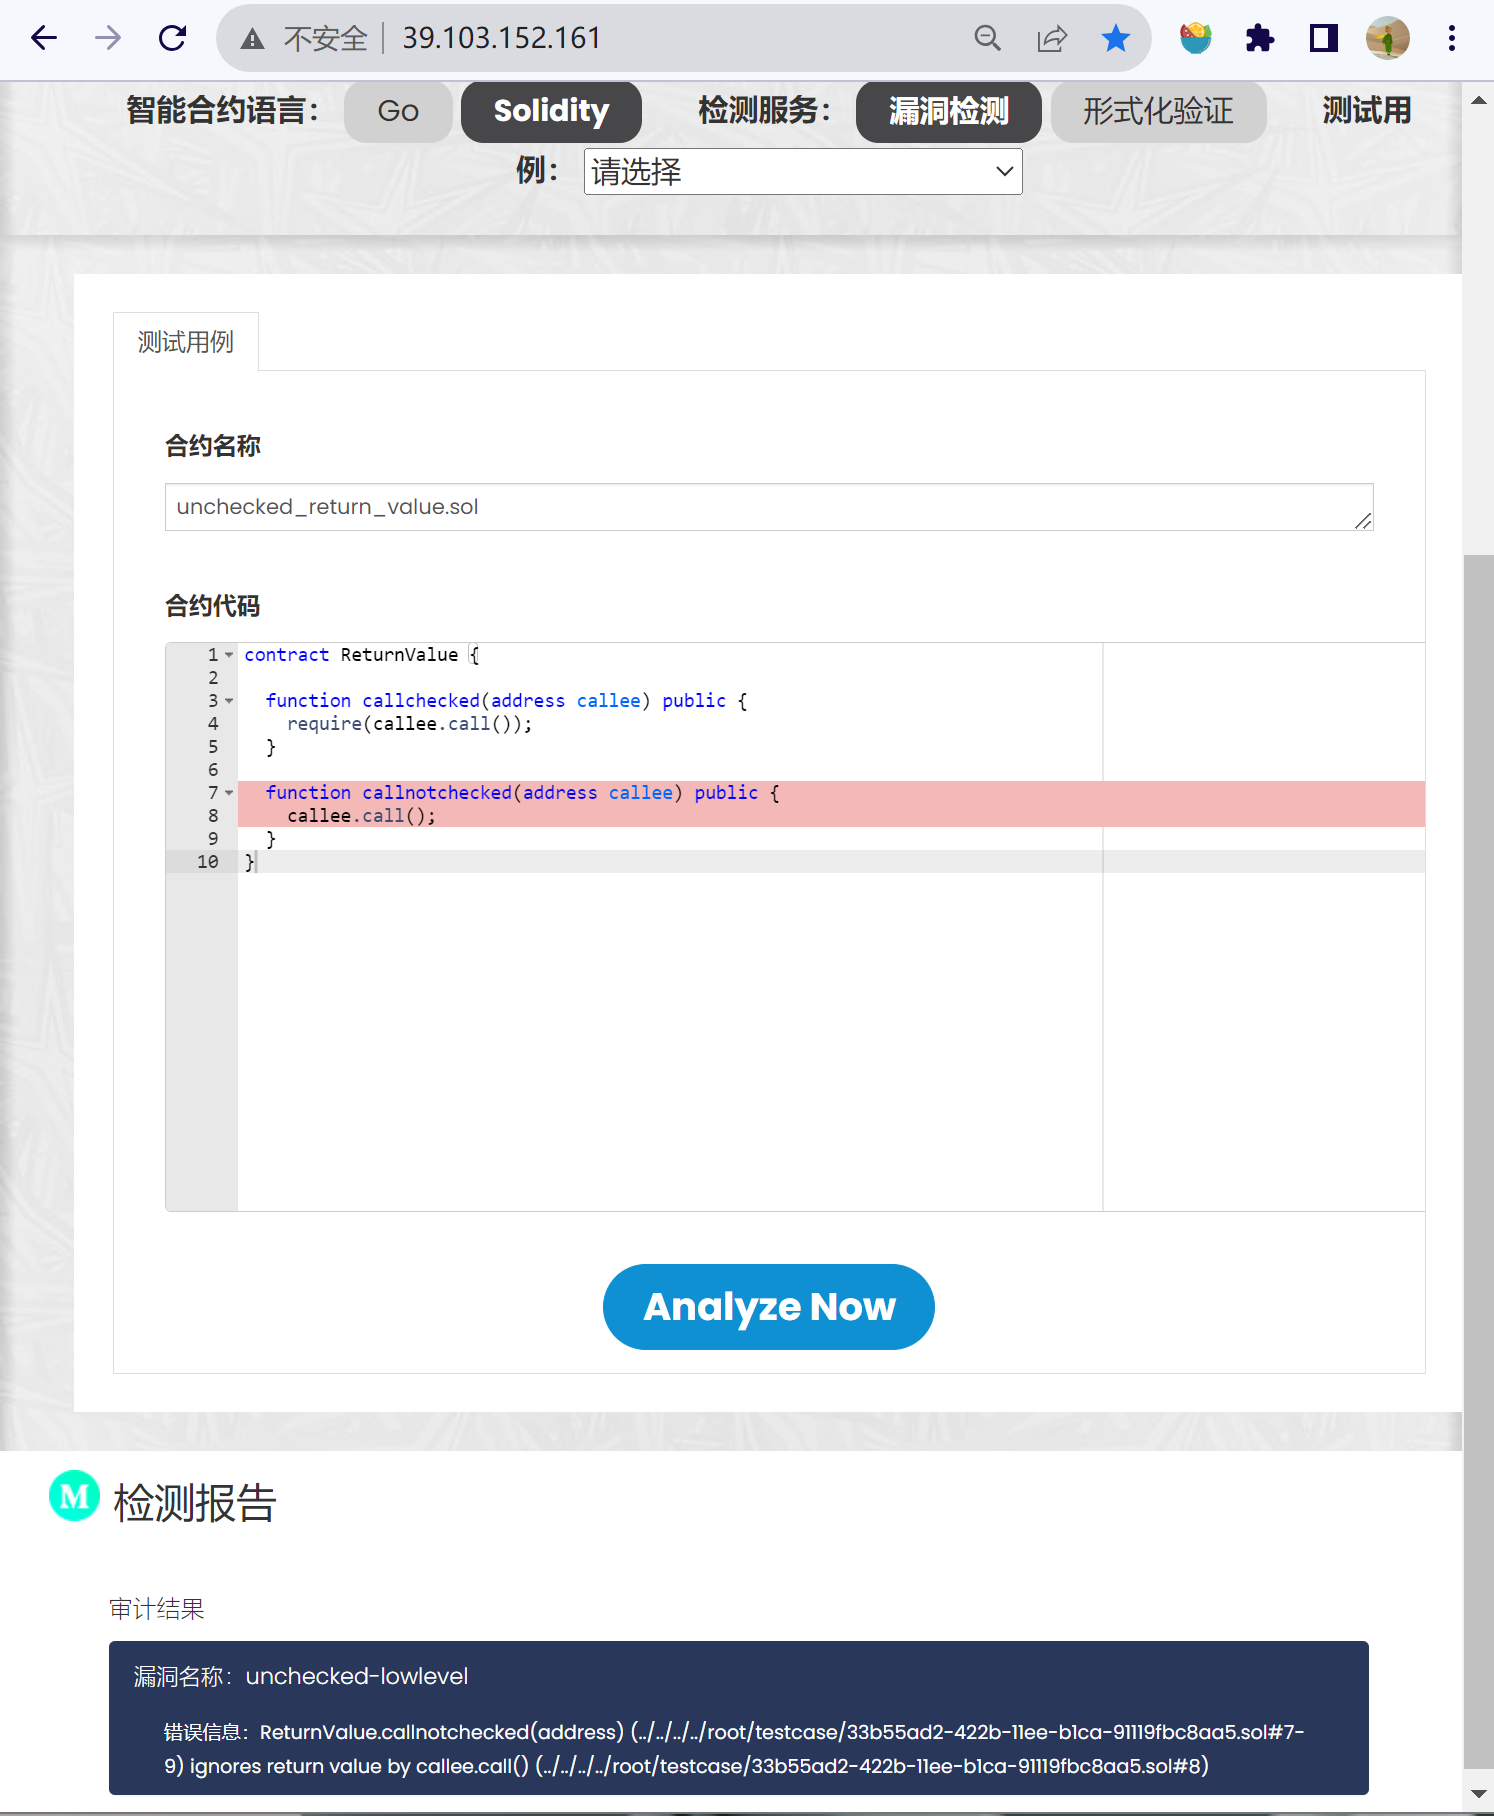 不安全 39.103.152.161
智能合约语言： Go Solidity 检测服务： 漏洞检测 形式化验证 测试用
例： 请选择
测试用例
合约名称
unchecked_return_value.sol
合约代码
1 contract ReturnValue {
2
3 function callchecked(address callee) public {
4 require(callee.call());
5 }
6
7 function callnotchecked(address callee) public {
8 callee.call();
9 }
10 }
Analyze Now
M 检测报告
审计结果
漏洞名称：unchecked-lowlevel
错误信息：ReturnValue.callnotchecked(address) (../../../../root/testcase/33b55ad2-422b-11ee-b1ca-91119fbc8aa5.sol#7-
9) ignores return value by callee.call() (../../../../root/testcase/33b55ad2-422b-11ee-b1ca-91119fbc8aa5.sol#8)